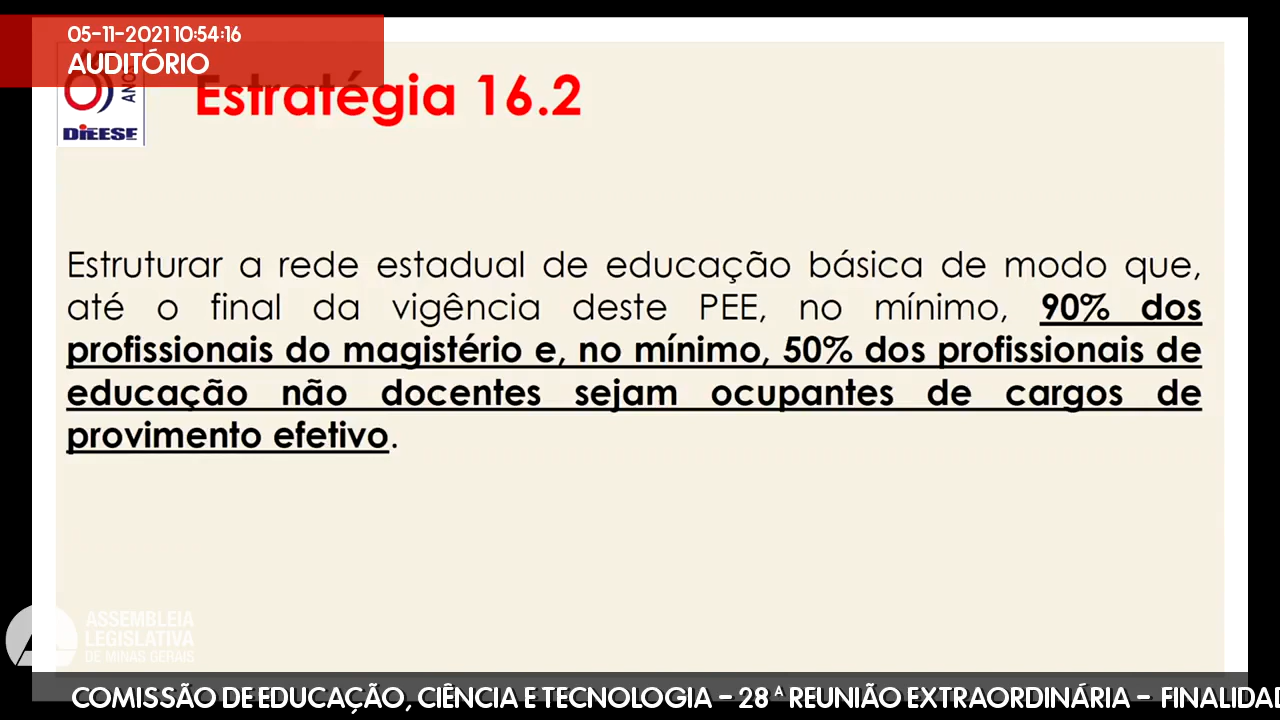 05-11-2021 10:54:16
AUDITÓRIO
ANOS
DIEESE
Estratégia 16.2
Estruturar a rede estadual de educação básica de modo que,
até o final da vigência deste PEE, no mínimo, 90% dos
profissionais do magistério e, no mínimo, 50% dos profissionais de
educação não docentes sejam ocupantes de cargos de
provimento efetivo.
ASSEMBLEIA
LEGISLATIVA
DE MINAS GERAIS
COMISSÃO DE EDUCAÇÃO, CIÊNCIA E TECNOLOGIA - 28ª REUNIÃO EXTRAORDINÁRIA - FINALIDAD